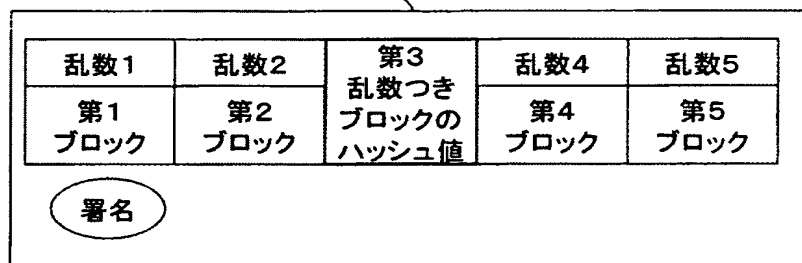 乱数1
乱数2
第3
乱数つき
ブロックの
ハッシュ値
乱数4
乱数5
第1
ブロック
第2
ブロック
第4
ブロック
第5
ブロック
署名